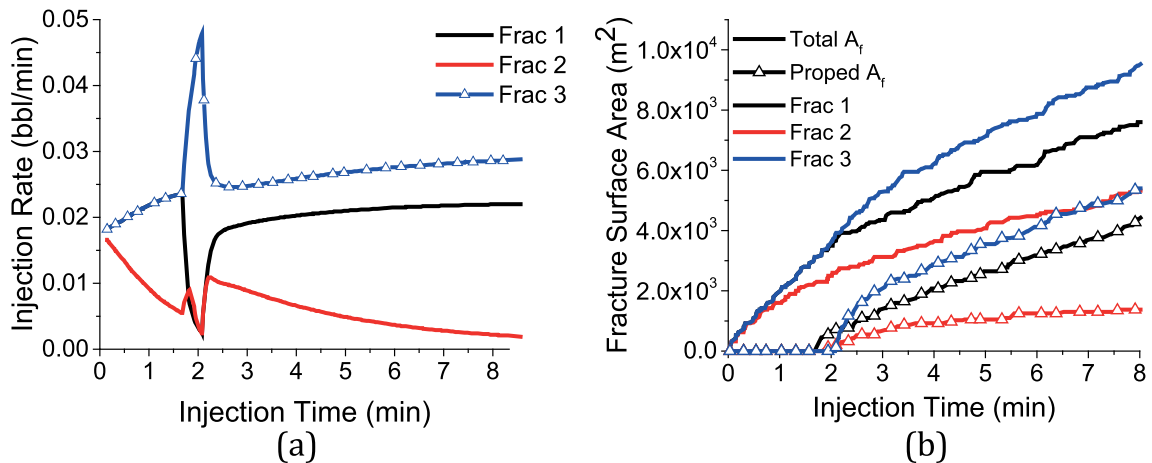 0.05
0.04
0.03
0.02
0.01
0.00
Injection Rate (bbl/min)
Frac 1
Frac 2
Frac 3
0 1 2 3 4 5 6 7 8
Injection Time (min)
(a)
1.0x10⁴
8.0x10³
6.0x10³
4.0x10³
2.0x10³
0.0
Fracture Surface Area (m²)
Total A_f
Proped A_f
Frac 1
Frac 2
Frac 3
0 1 2 3 4 5 6 7 8
Injection Time (min)
(b)